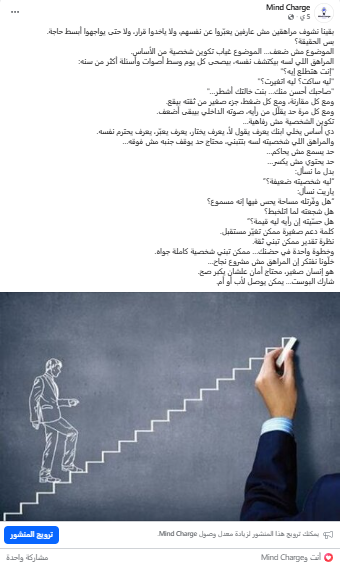 Mind Charge
5 ي ·
بقينا نشوف مراهقين مش عارفين يعبّروا عن نفسهم، ولا ياخدوا قرار، ولا حتى يواجهوا أبسط حاجة.
بس الحقيقة؟
الموضوع مش ضعف... الموضوع غياب تكوين شخصية من الأساس.
المراهق اللي لسه بيكتشف نفسه، بيصحى كل يوم وسط أصوات وأسئلة أكتر من سنه:
"إنت هتطلع إيه؟"
"ليه ساكت؟ ليه اتغيرت؟"
"صاحبك أحسن منك... بنت خالتك أشطر..."
ومع كل مقارنة، ومع كل ضغط، جزء صغير من ثقته بيقع.
ومع كل مرة حد يقلّل من رأيه، صوته الداخلي بيبقى أضعف.
تكوين الشخصية مش رفاهية...
دي أساس يخلي ابنك يعرف يقول لأ، يعرف يختار، يعرف يعبّر، يعرف يحترم نفسه.
والمراهق اللي شخصيته لسه بتتبني، محتاج حد يوقف جنبه مش فوقه...
حد يسمع مش يحاكم...
حد يحتوي مش يكسر...
بدل ما نسأل:
"ليه شخصيته ضعيفة؟"
ياريت نسأل:
"هل وفّرتله مساحة يحس فيها إنه مسموع؟
هل شجعته لما اتلخبط؟
هل حسّيته إن رأيه ليه قيمة؟"
كلمة دعم صغيرة ممكن تغيّر مستقبل.
نظرة تقدير ممكن تبني ثقة.
وخطوة واحدة في حضنك... ممكن تبني شخصية كاملة جواه.
خلّونا نفتكر إن المراهق مش مشروع نجاح...
هو إنسان صغير، محتاج أمان علشان يكبر صح.
شارك البوست... يمكن يوصل لأب أو أم.
يمكنك ترويج هذا المنشور لزيادة معدل وصول Mind Charge.
ترويج المنشور
أنت وMind Charge
مشاركة واحدة